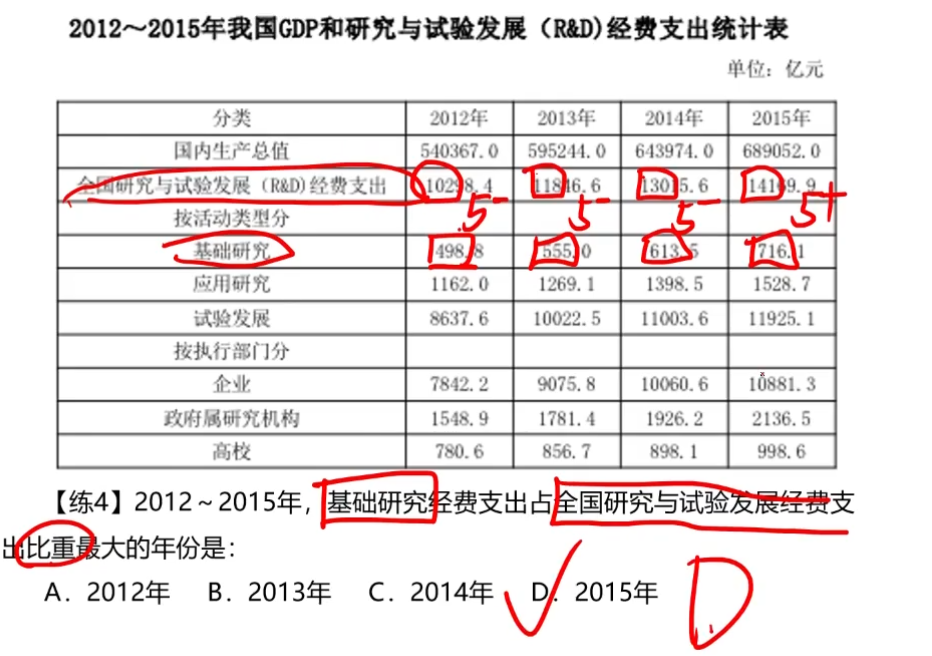 2012～2015年我国GDP和研究与试验发展（R&D)经费支出统计表
单位：亿元
分类 2012年 2013年 2014年 2015年
国内生产总值 540367.0 595244.0 643974.0 689052.0
全国研究与试验发展（R&D)经费支出 10298.4 11846.6 13015.6 14169.9
5- 5- 5- 5+
按活动类型分
基础研究 498.8 555.0 613.5 716.1
应用研究 1162.0 1269.1 1398.5 1528.7
试验发展 8637.6 10022.5 11003.6 11925.1
按执行部门分
企业 7842.2 9075.8 10060.6 10881.3
政府属研究机构 1548.9 1781.4 1926.2 2136.5
高校 780.6 856.7 898.1 998.6
【练4】2012～2015年，基础研究经费支出占全国研究与试验发展经费支
出比重最大的年份是：
A. 2012年 B. 2013年 C. 2014年 D. 2015年 D